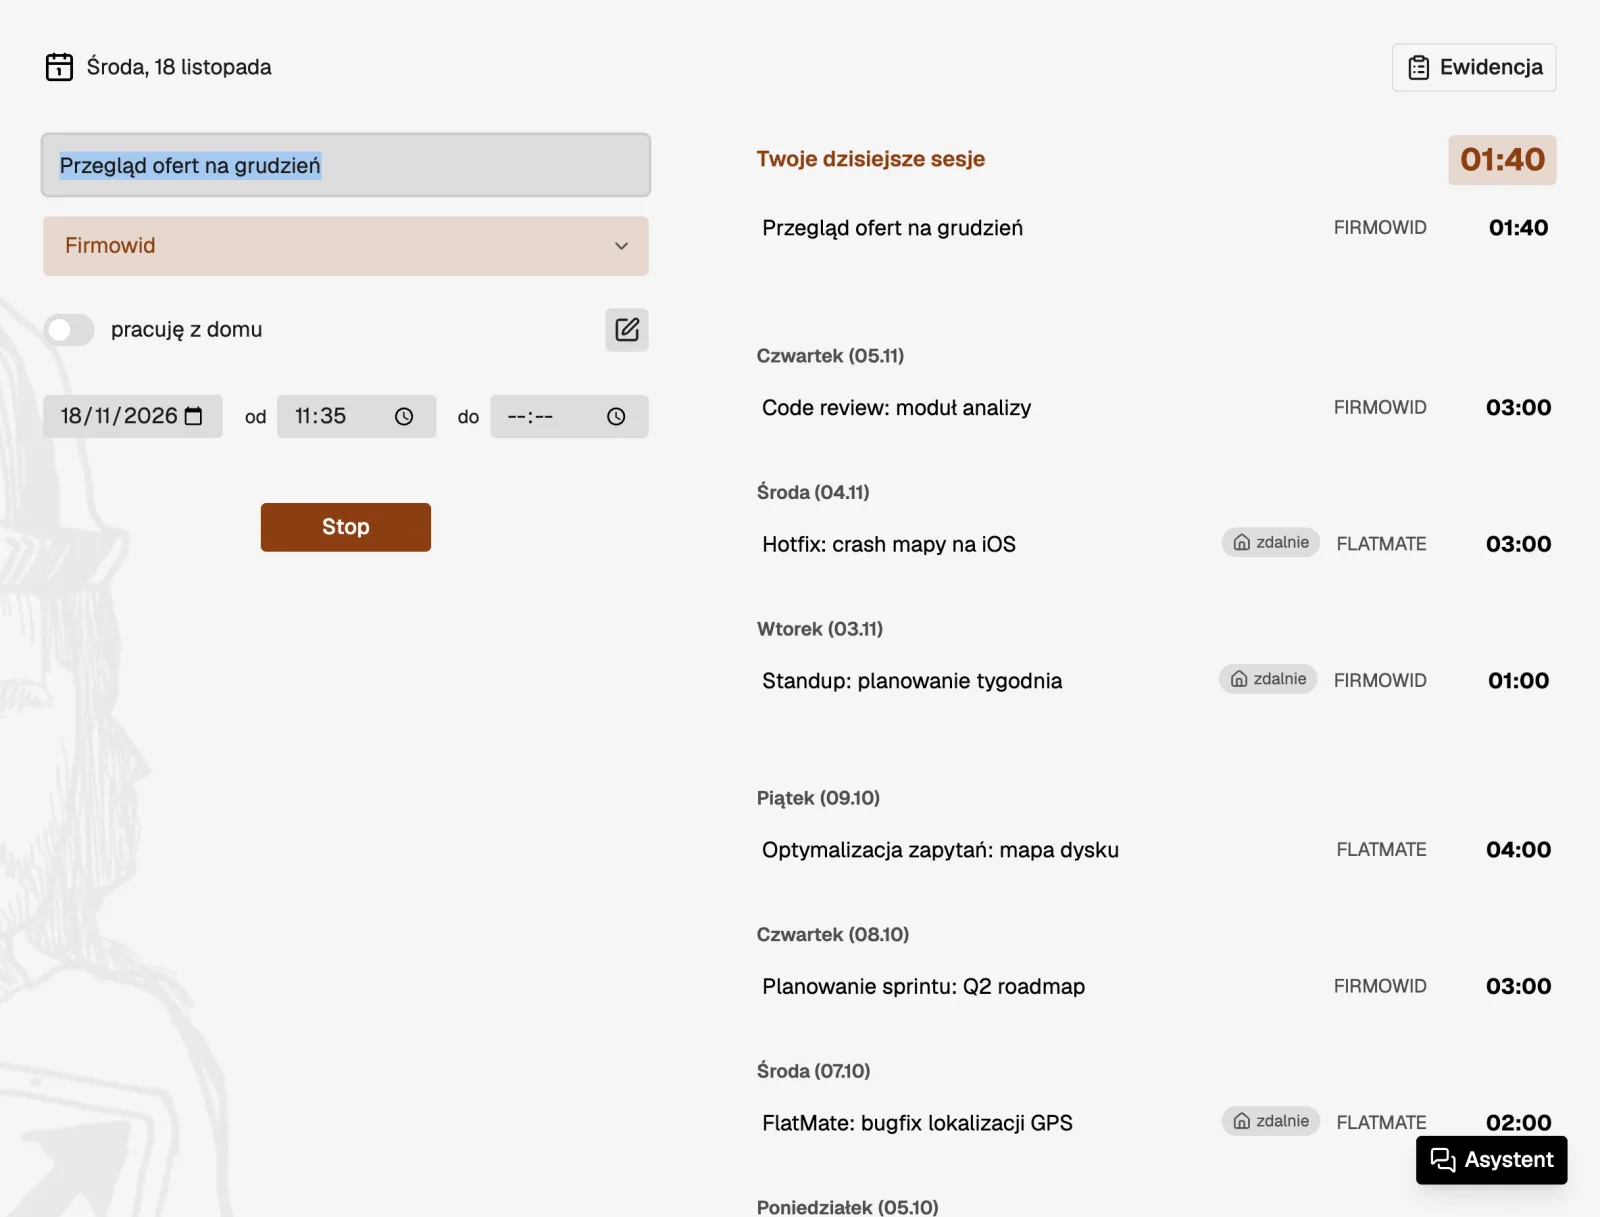 Środa, 18 listopada
Ewidencja
Przegląd ofert na grudzień
Firmowid
pracuję z domu
18/11/2026 od 11:35 do --:--
Stop
Twoje dzisiejsze sesje 01:40
Przegląd ofert na grudzień FIRMOWID 01:40
Czwartek (05.11)
Code review: moduł analizy FIRMOWID 03:00
Środa (04.11)
Hotfix: crash mapy na iOS zdalnie FLATMATE 03:00
Wtorek (03.11)
Standup: planowanie tygodnia zdalnie FIRMOWID 01:00
Piątek (09.10)
Optymalizacja zapytań: mapa dysku FLATMATE 04:00
Czwartek (08.10)
Planowanie sprintu: Q2 roadmap FIRMOWID 03:00
Środa (07.10)
FlatMate: bugfix lokalizacji GPS zdalnie FLATMATE 02:00
Asystent
Poniedziałek (05.10)